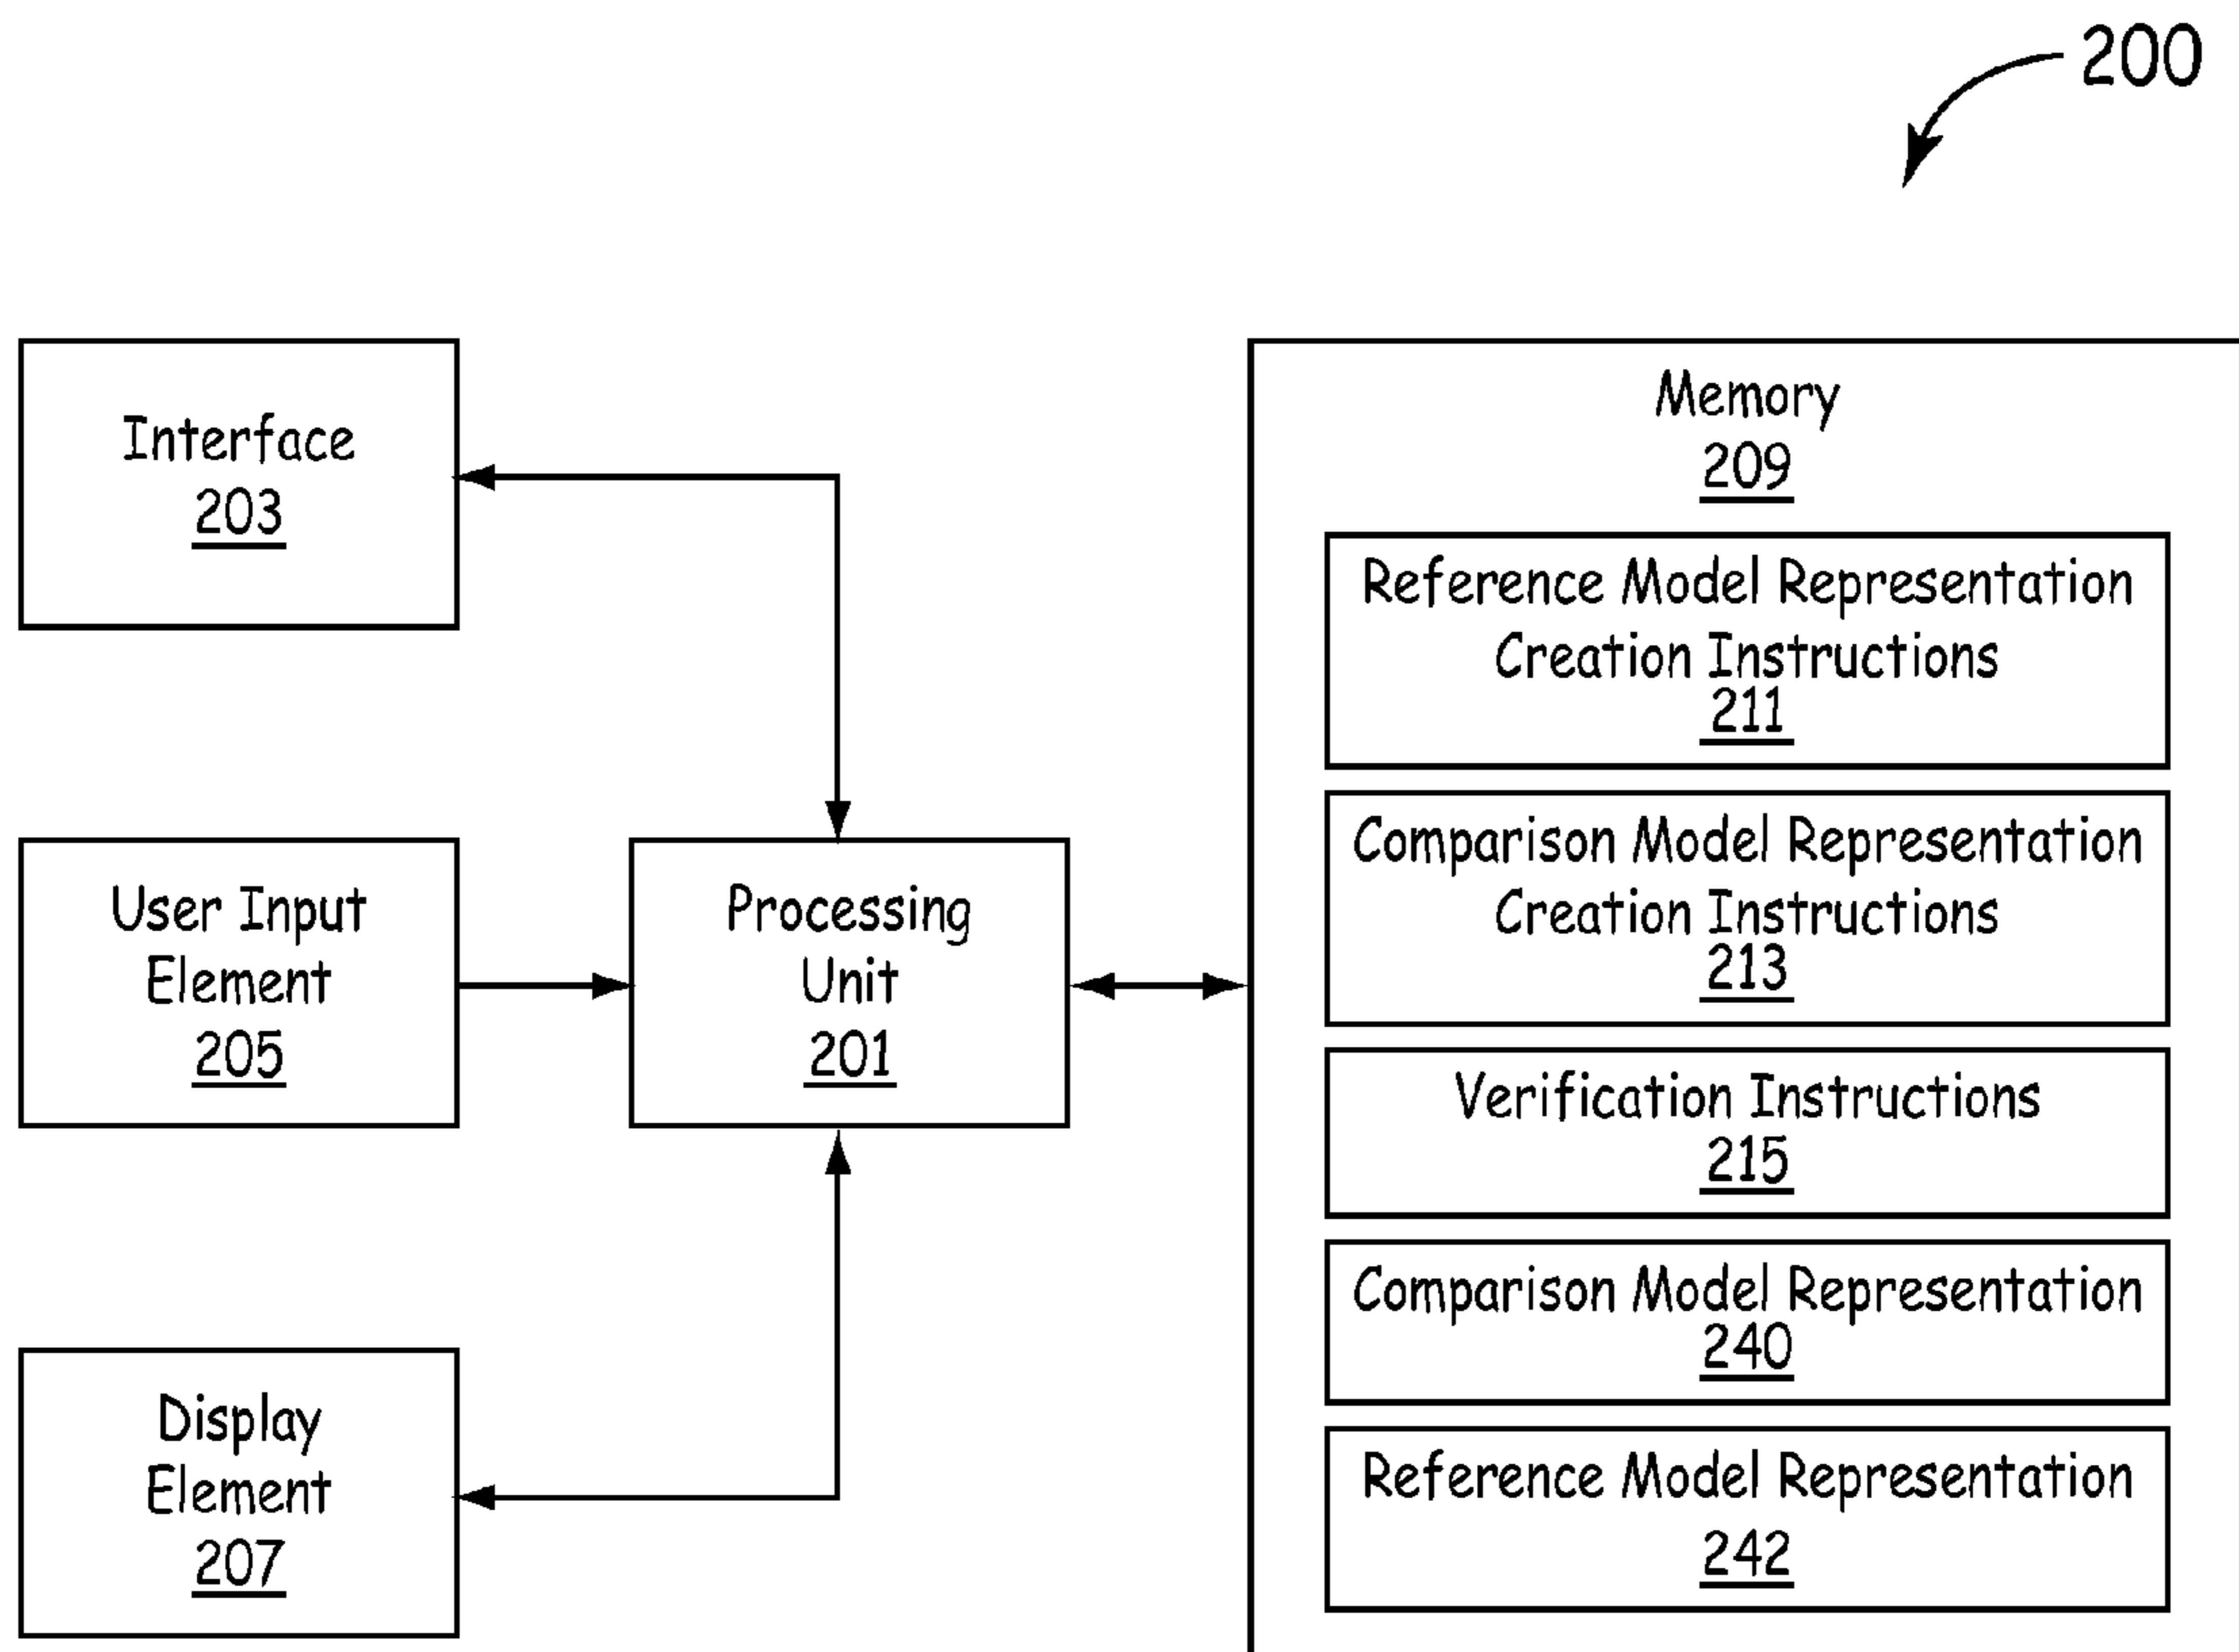 200
Interface
203
User Input
Element
205
Display
Element
207
Processing
Unit
201
Memory
209
Reference Model Representation
Creation Instructions
211
Comparison Model Representation
Creation Instructions
213
Verification Instructions
215
Comparison Model Representation
240
Reference Model Representation
242